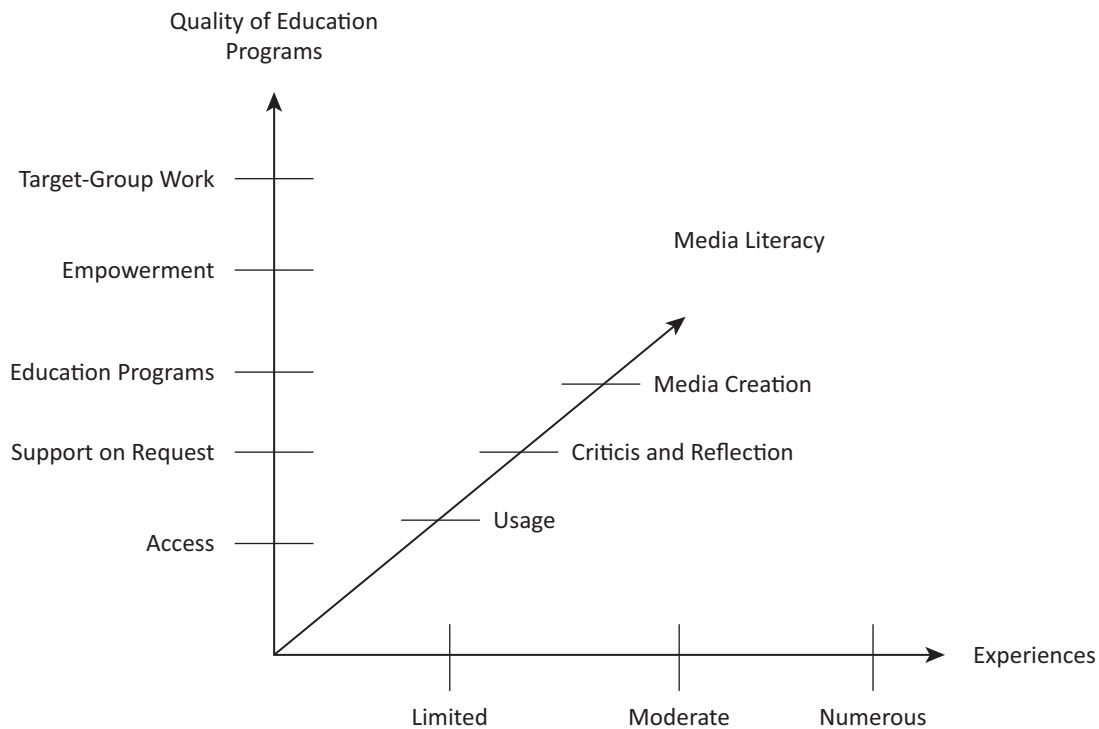 Quality of Education
Programs
Target-Group Work
Media Literacy
Empowerment
Education Programs
Media Creation
Support on Request
Criticis and Reflection
Usage
Access
Experiences
Limited
Moderate
Numerous